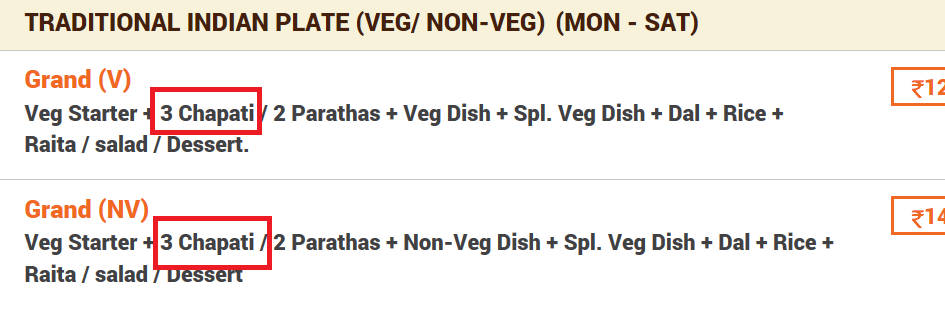 TRADITIONAL INDIAN PLATE (VEG/ NON-VEG) (MON - SAT)
Grand (V)
₹12
Veg Starter + 3 Chapati / 2 Parathas + Veg Dish + Spl. Veg Dish + Dal + Rice +
Raita / salad / Dessert.
Grand (NV)
₹14
Veg Starter + 3 Chapati / 2 Parathas + Non-Veg Dish + Spl. Veg Dish + Dal + Rice +
Raita / salad / Dessert